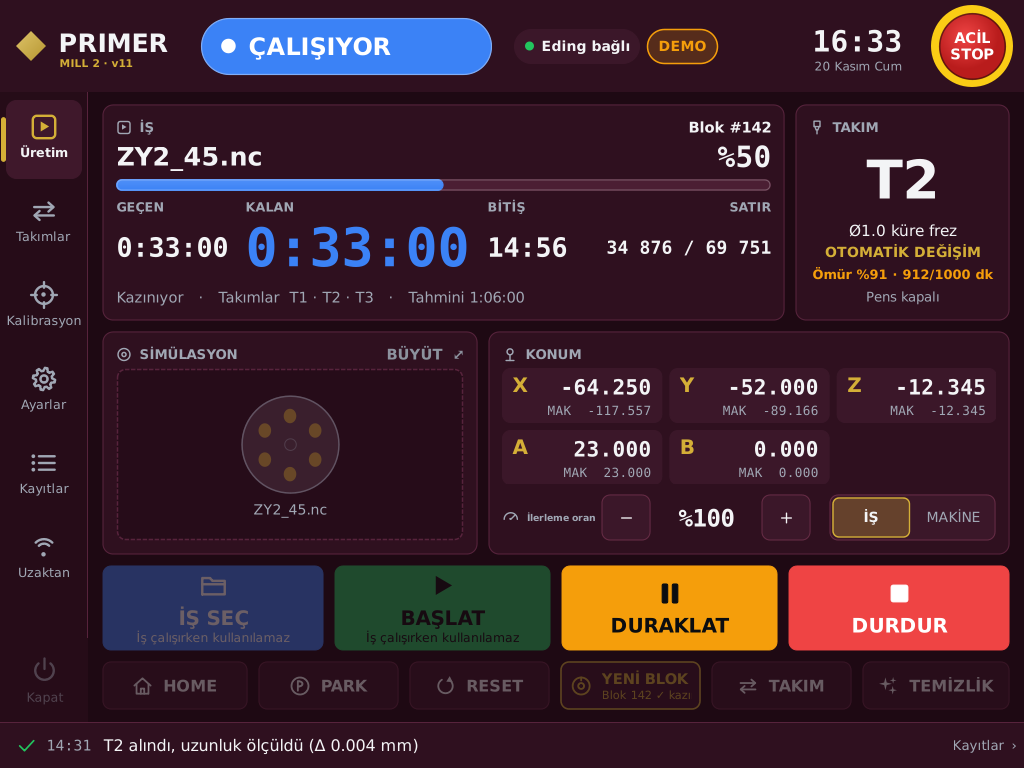 PRIMER
MILL 2 · v11
ÇALIŞIYOR
Eding bağlı
DEMO
16:33
20 Kasım Cum
ACİL
STOP
Üretim
Takımlar
Kalibrasyon
Ayarlar
Kayıtlar
Uzaktan
Kapat
İŞ
Blok #142
ZY2_45.nc
%50
GEÇEN
KALAN
BİTİŞ
SATIR
0:33:00
0:33:00
14:56
34 876 / 69 751
Kazınıyor · Takımlar T1 · T2 · T3 · Tahmini 1:06:00
TAKIM
T2
Ø1.0 küre frez
OTOMATİK DEĞİŞİM
Ömür %91 · 912/1000 dk
Pens kapalı
SİMÜLASYON
BÜYÜT ⤢
ZY2_45.nc
KONUM
X -64.250
MAK -117.557
Y -52.000
MAK -89.166
Z -12.345
MAK -12.345
A 23.000
MAK 23.000
B 0.000
MAK 0.000
İlerleme oran
−
%100
+
İŞ
MAKİNE
İŞ SEÇ
İş çalışırken kullanılamaz
BAŞLAT
İş çalışırken kullanılamaz
DURAKLAT
DURDUR
HOME
PARK
RESET
YENİ BLOK
Blok 142 ✓ kazı
TAKIM
TEMİZLİK
14:31 T2 alındı, uzunluk ölçüldü (Δ 0.004 mm)
Kayıtlar ›